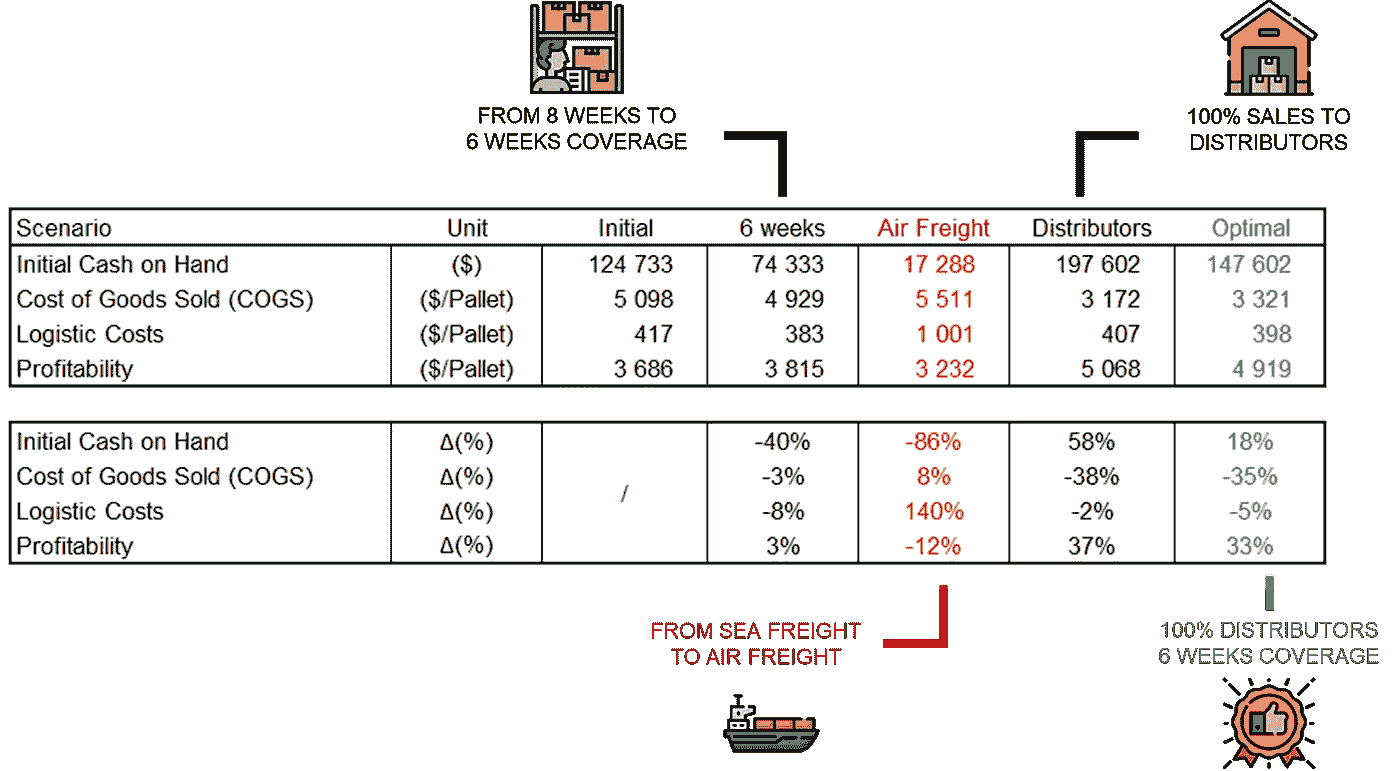 FROM 8 WEEKS TO
6 WEEKS COVERAGE
100% SALES TO
DISTRIBUTORS
Scenario Unit Initial 6 weeks Air Freight Distributors Optimal
Initial Cash on Hand ($) 124 733 74 333 17 288 197 602 147 602
Cost of Goods Sold (COGS) ($/Pallet) 5 098 4 929 5 511 3 172 3 321
Logistic Costs ($/Pallet) 417 383 1 001 407 398
Profitability ($/Pallet) 3 686 3 815 3 232 5 068 4 919
Initial Cash on Hand Δ(%) -40% -86% 58% 18%
Cost of Goods Sold (COGS) Δ(%) / -3% 8% -38% -35%
Logistic Costs Δ(%) -8% 140% -2% -5%
Profitability Δ(%) 3% -12% 37% 33%
FROM SEA FREIGHT
TO AIR FREIGHT
100% DISTRIBUTORS
6 WEEKS COVERAGE